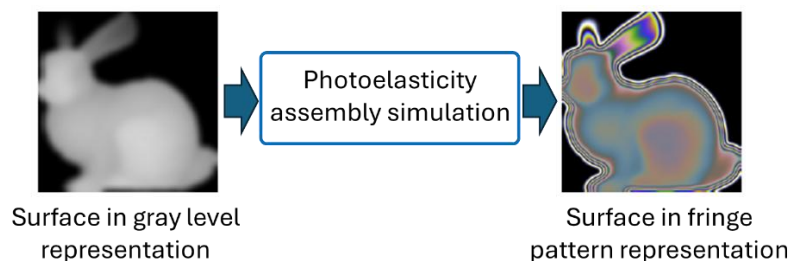 Photoelasticity
assembly simulation
Surface in gray level
representation
Surface in fringe
pattern representation